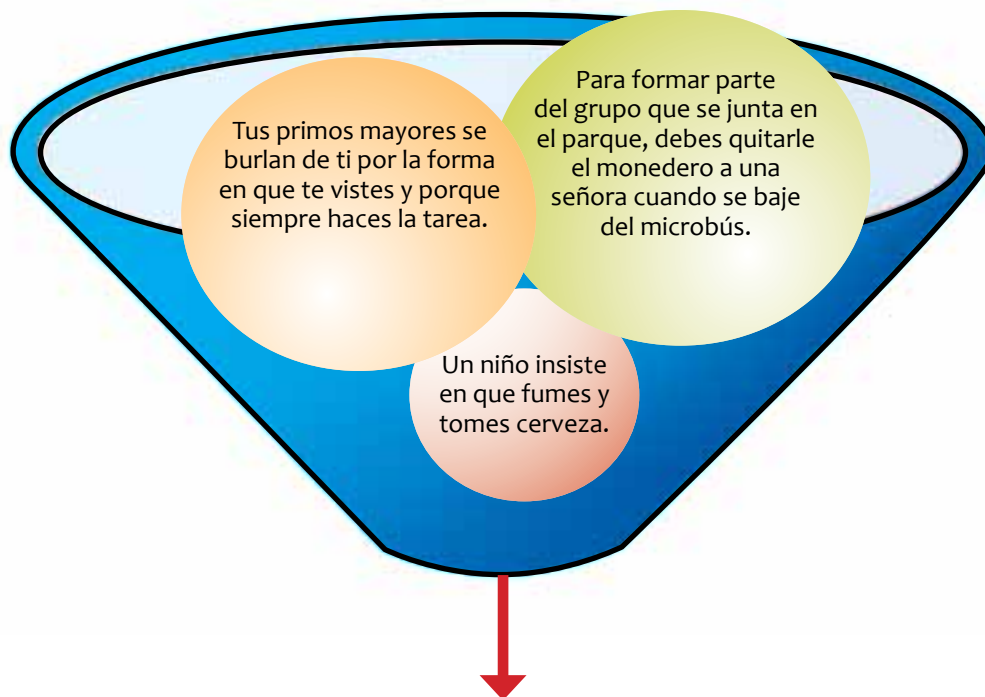 Tus primos mayores se
burlan de ti por la forma
en que te vistes y porque
siempre haces la tarea.
Para formar parte
del grupo que se junta en
el parque, debes quitarle
el monedero a una
señora cuando se baje
del microbús.
Un niño insiste
en que fumes y
tomes cerveza.